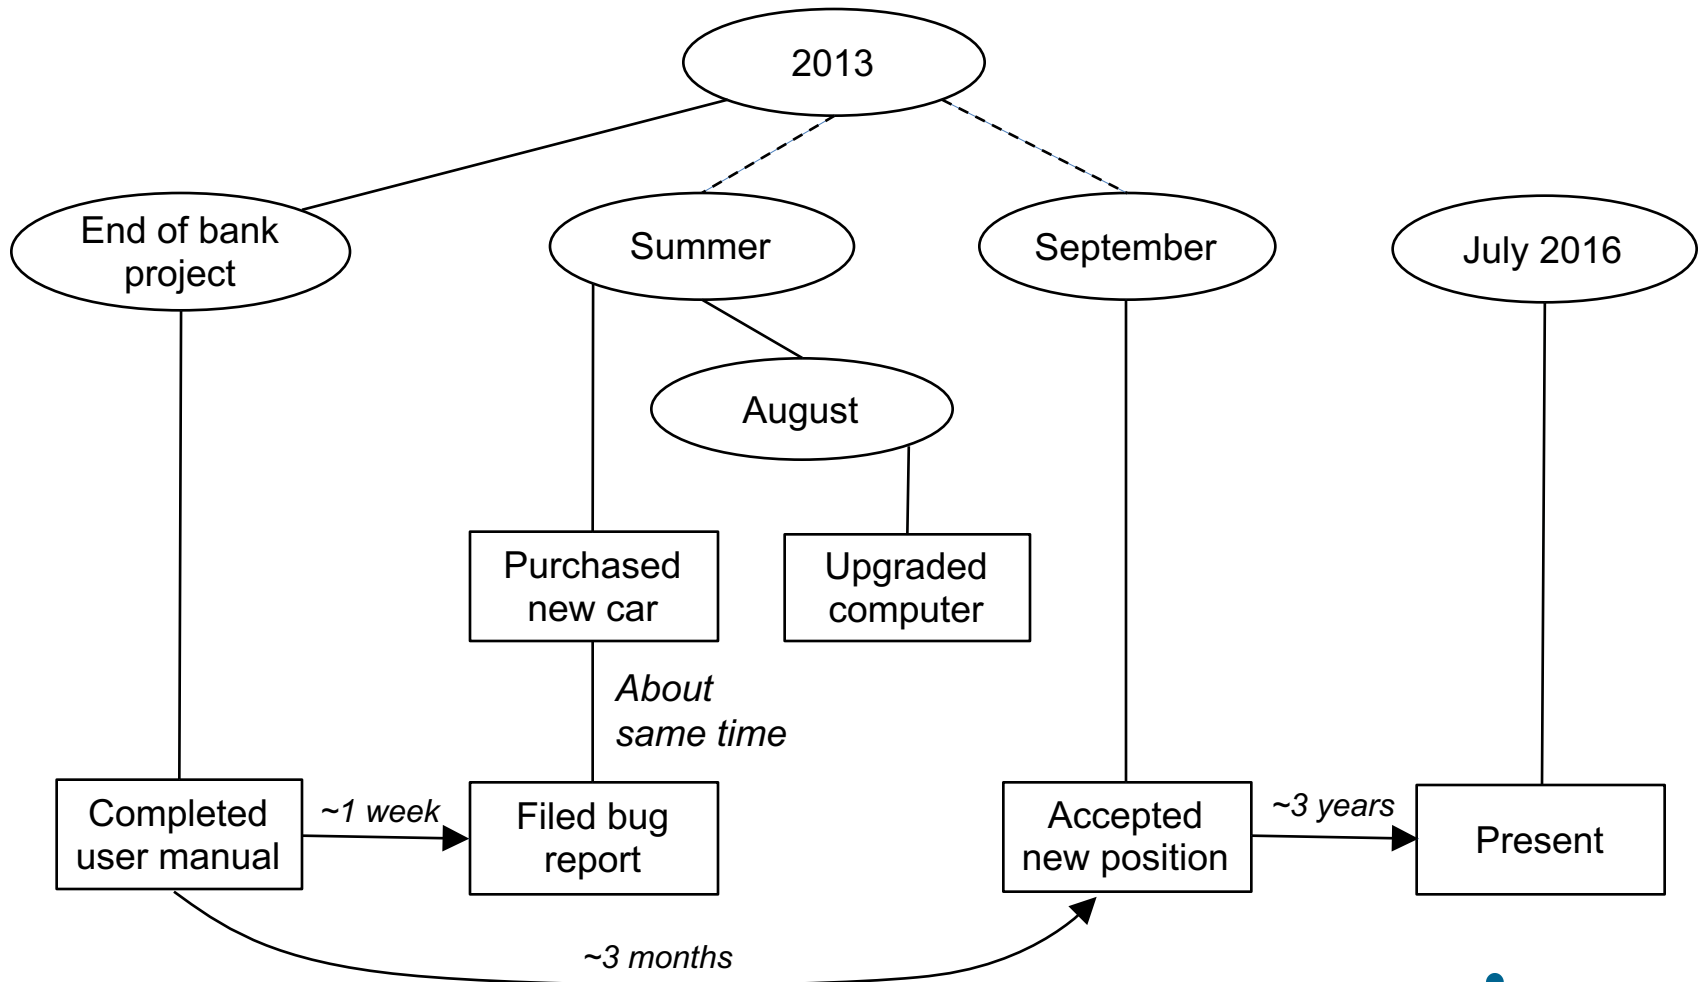 2013
End of bank
project
Summer
September
July 2016
August
Purchased
new car
Upgraded
computer
About
same time
Completed
user manual
~1 week
Filed bug
report
Accepted
new position
~3 years
Present
~3 months